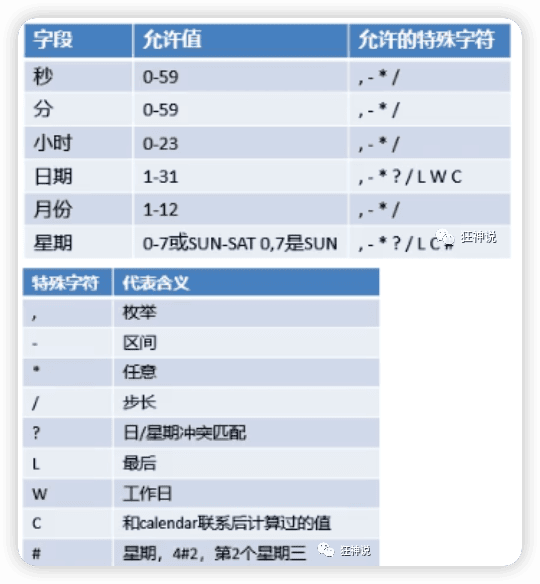 字段 允许值 允许的特殊字符
秒 0-59 , - * /
分 0-59 , - * /
小时 0-23 , - * /
日期 1-31 , - * ? / L W C
月份 1-12 , - * /
星期 0-7或SUN-SAT 0,7是SUN , - * ? / L C #
狂神说
特殊字符 代表含义
, 枚举
- 区间
* 任意
/ 步长
? 日/星期冲突匹配
L 最后
W 工作日
C 和calendar联系后计算过的值
# 星期，4#2，第2个星期三
狂神说